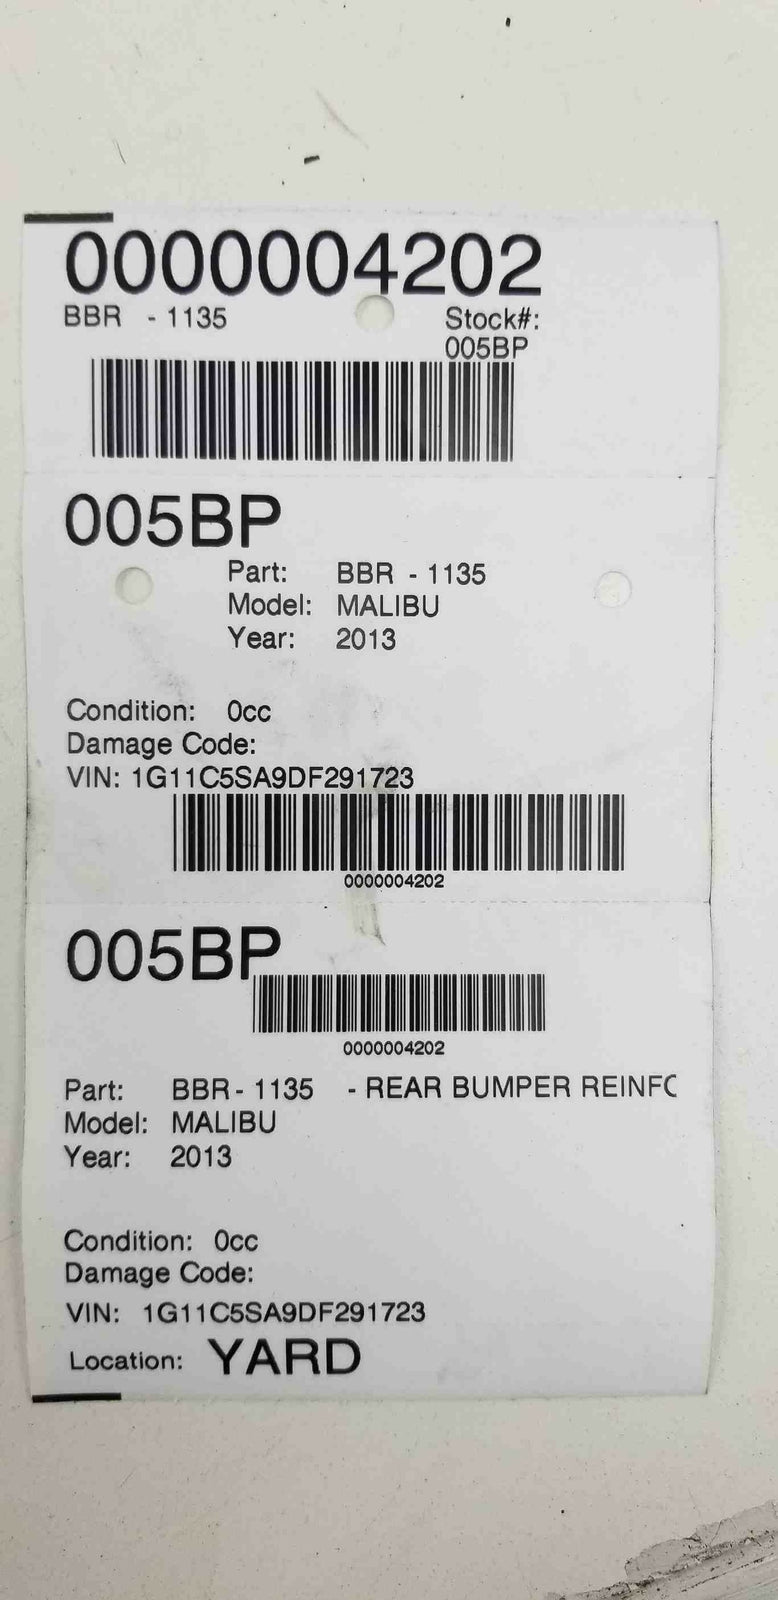 0000004202
BBR - 1135 Stock#:
005BP
005BP
Part: BBR - 1135
Model: MALIBU
Year: 2013
Condition: 0cc
Damage Code:
VIN: 1G11C5SA9DF291723
0000004202
005BP
0000004202
Part: BBR - 1135 - REAR BUMPER REINFC
Model: MALIBU
Year: 2013
Condition: 0cc
Damage Code:
VIN: 1G11C5SA9DF291723
Location: YARD